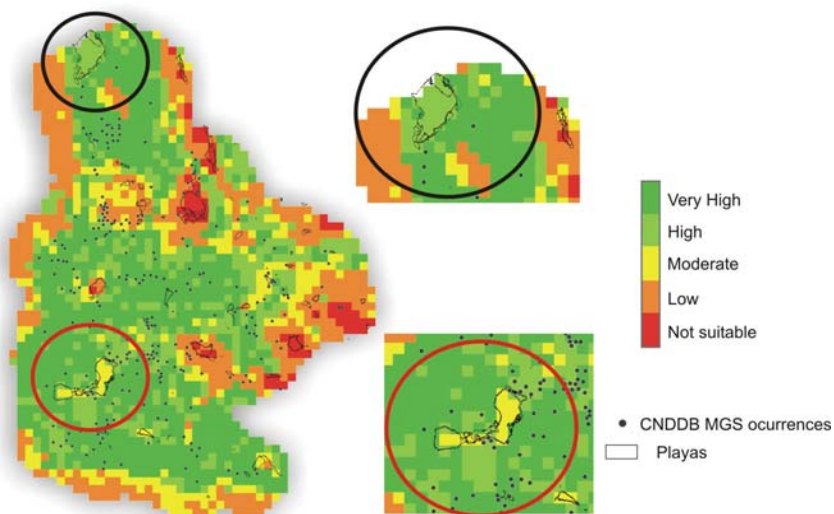 Very High
High
Moderate
Low
Not suitable
CNDDB MGS ocurrences
Playas